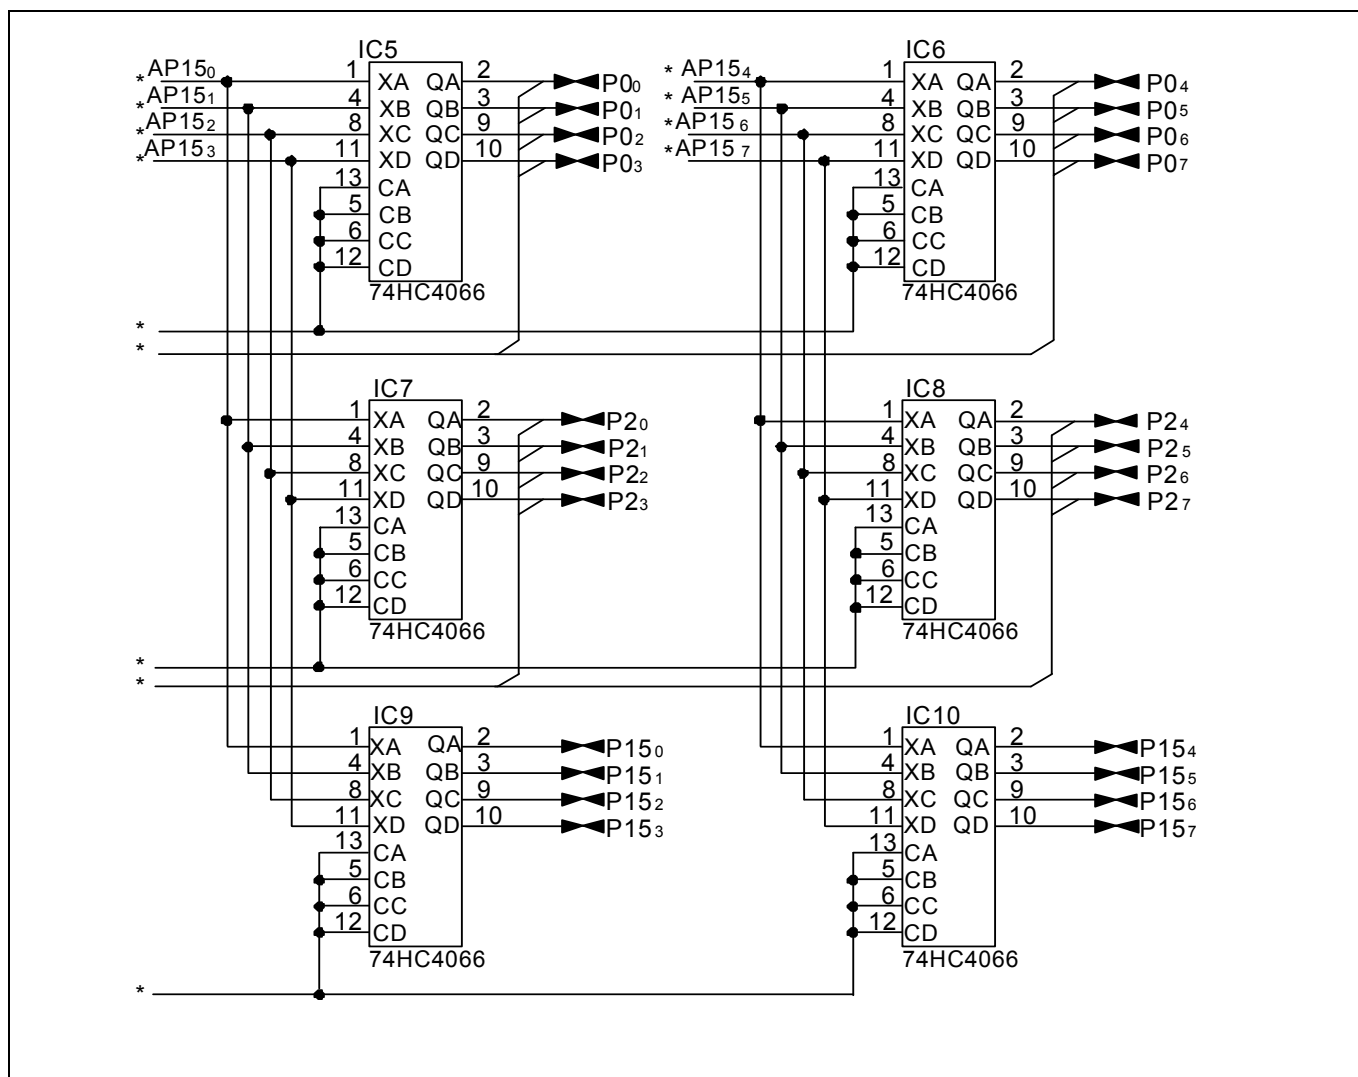 IC5
IC6
* AP15₀ 1 XA QA 2 P0₀
* AP15₁ 4 XB QB 3 P0₁
* AP15₂ 8 XC QC 9 P0₂
* AP15₃ 11 XD QD 10 P0₃
13 CA
5 CB
6 CC
12 CD
74HC4066
* AP15₄ 1 XA QA 2 P0₄
* AP15₅ 4 XB QB 3 P0₅
* AP15₆ 8 XC QC 9 P0₆
* AP15₇ 11 XD QD 10 P0₇
13 CA
5 CB
6 CC
12 CD
74HC4066
*
*
IC7
IC8
1 XA QA 2 P2₀
4 XB QB 3 P2₁
8 XC QC 9 P2₂
11 XD QD 10 P2₃
13 CA
5 CB
6 CC
12 CD
74HC4066
1 XA QA 2 P2₄
4 XB QB 3 P2₅
8 XC QC 9 P2₆
11 XD QD 10 P2₇
13 CA
5 CB
6 CC
12 CD
74HC4066
*
*
IC9
IC10
1 XA QA 2 P15₀
4 XB QB 3 P15₁
8 XC QC 9 P15₂
11 XD QD 10 P15₃
13 CA
5 CB
6 CC
12 CD
74HC4066
1 XA QA 2 P15₄
4 XB QB 3 P15₅
8 XC QC 9 P15₆
11 XD QD 10 P15₇
13 CA
5 CB
6 CC
12 CD
74HC4066
*